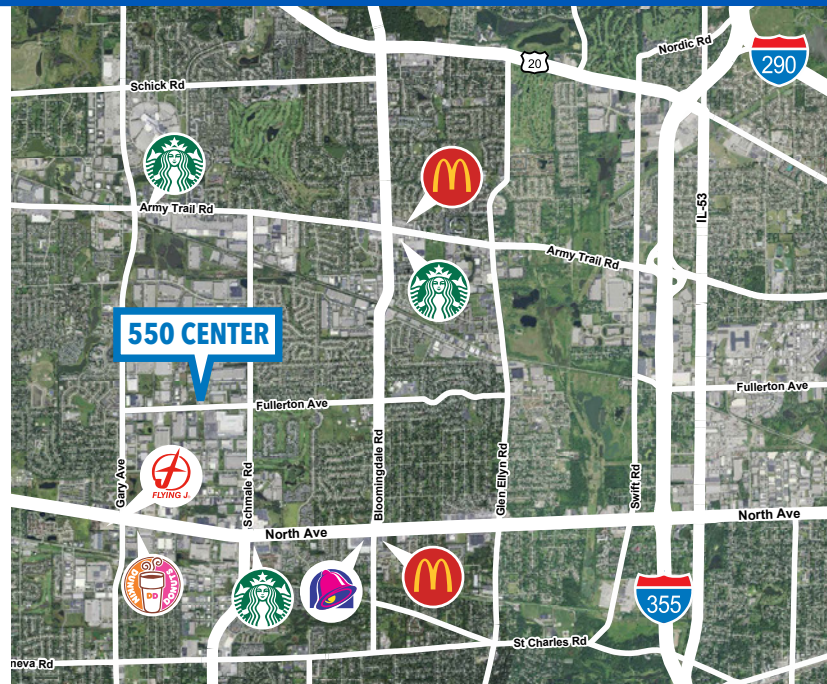 Nordic Rd
20
290
Schick Rd
IL-53
Army Trail Rd
Army Trail Rd
550 CENTER
Fullerton Ave
Fullerton Ave
Gary Ave
Schmale Rd
Bloomingdale Rd
Glen Ellyn Rd
Swift Rd
FLYING J
North Ave
North Ave
DUNKIN'
DONUTS
DD
355
St Charles Rd
neva Rd